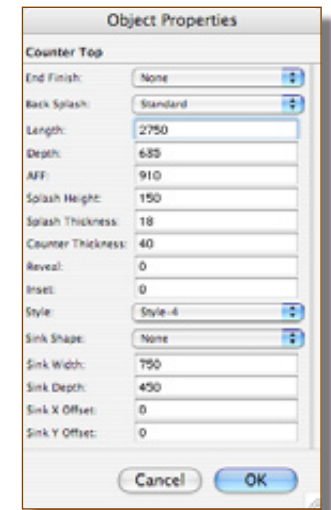 Object Properties
Counter Top
End Finish: None
Back Splash: Standard
Length: 2750
Depth: 635
AFF: 910
Splash Height: 150
Splash Thickness: 18
Counter Thickness: 40
Reveal: 0
Inset: 0
Style: Style-4
Sink Shape: None
Sink Width: 750
Sink Depth: 450
Sink X Offset: 0
Sink Y Offset: 0
Cancel OK